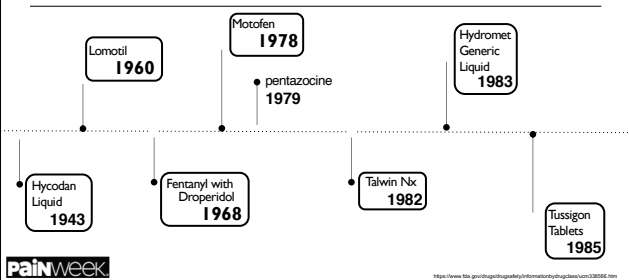 Lomotil
1960
Motofen
1978
pentazocine
1979
Hydromet
Generic
Liquid
1983
Hycodan
Liquid
1943
Fentanyl with
Droperidol
1968
Talwin Nx
1982
Tussigon
Tablets
1985
PainWeek.
https://www.fda.gov/drugs/drugsafety/informationbydrugclass/ucm338566.htm